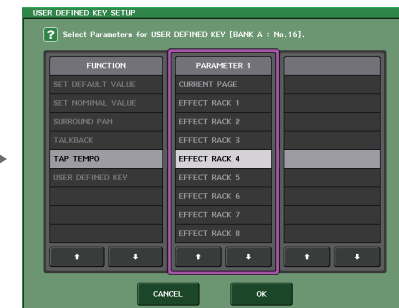 USER DEFINED KEY SETUP
? Select Parameters for USER DEFINED KEY [BANK A : No.16].
FUNCTION
SET DEFAULT VALUE
SET NOMINAL VALUE
SURROUND PAN
TALKBACK
TAP TEMPO
USER DEFINED KEY
PARAMETER 1
CURRENT PAGE
EFFECT RACK 1
EFFECT RACK 2
EFFECT RACK 3
EFFECT RACK 4
EFFECT RACK 5
EFFECT RACK 6
EFFECT RACK 7
EFFECT RACK 8
CANCEL
OK